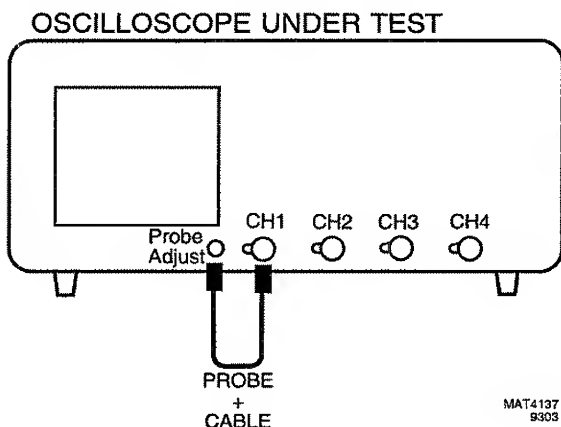 OSCILLOSCOPE UNDER TEST
CH1 CH2 CH3 CH4
Probe
Adjust
PROBE
+
CABLE
MAT4137
9303